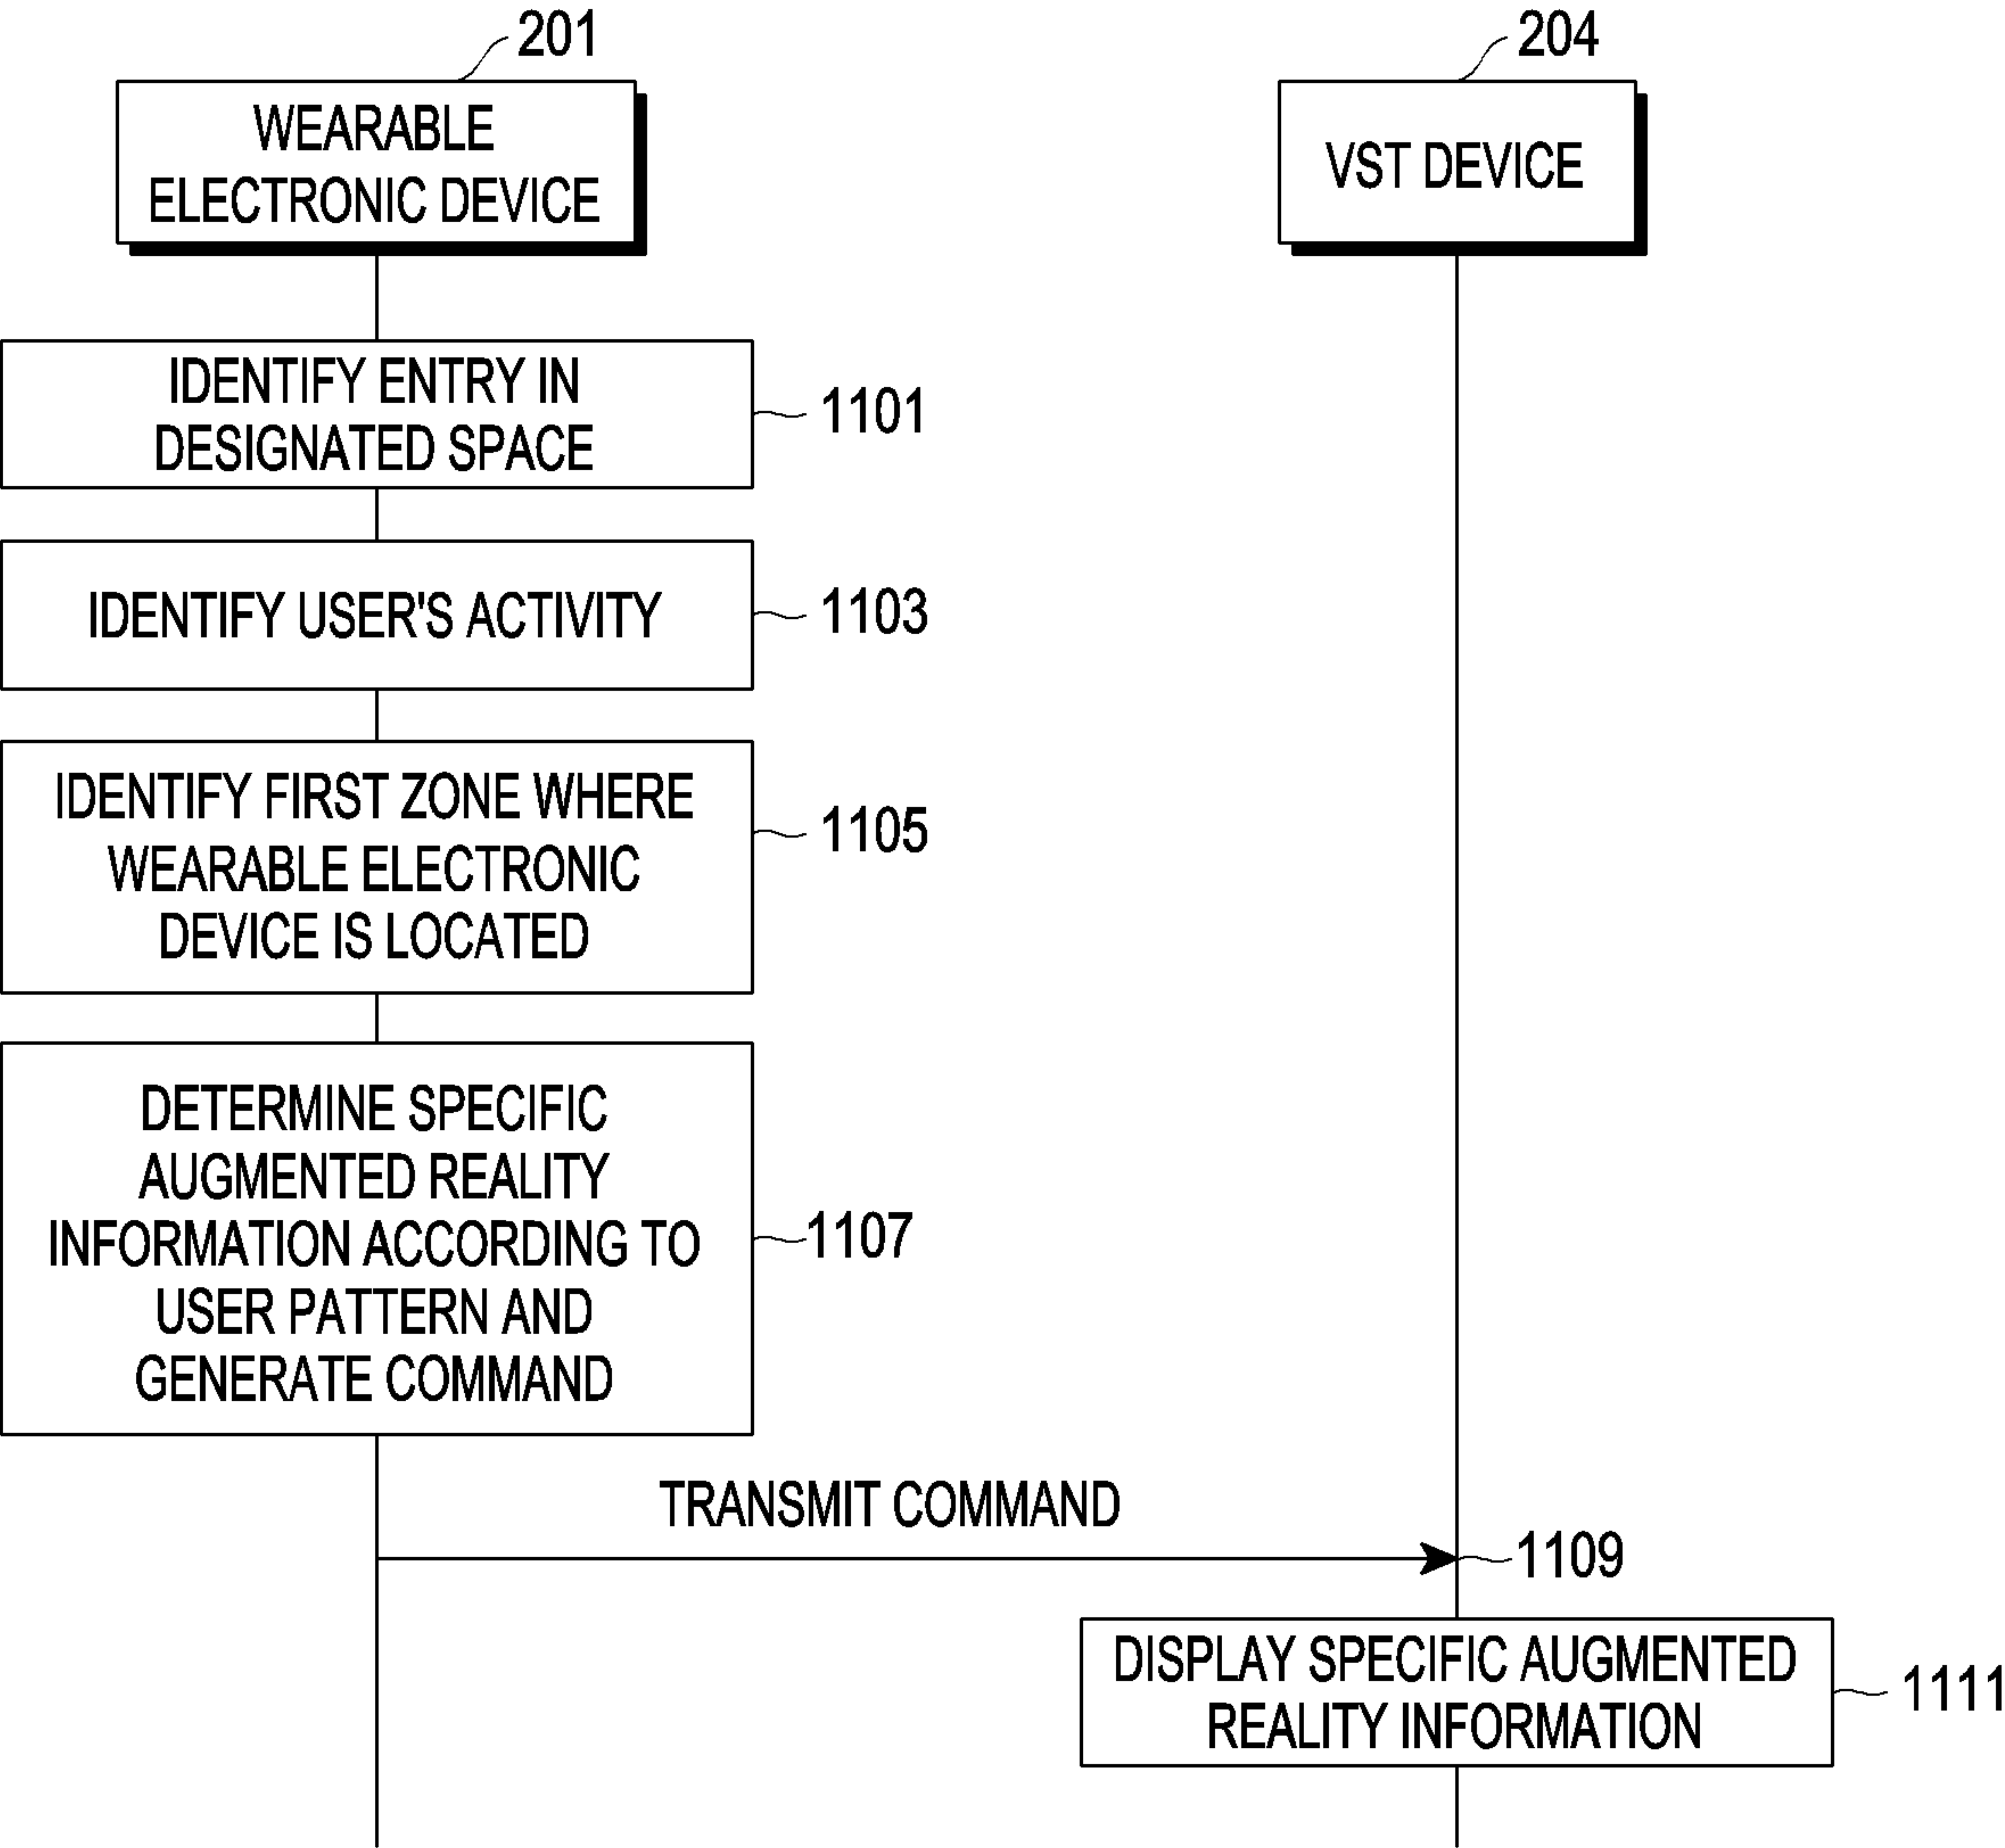 201
WEARABLE
ELECTRONIC DEVICE
204
VST DEVICE
IDENTIFY ENTRY IN
DESIGNATED SPACE
1101
IDENTIFY USER'S ACTIVITY
1103
IDENTIFY FIRST ZONE WHERE
WEARABLE ELECTRONIC
DEVICE IS LOCATED
1105
DETERMINE SPECIFIC
AUGMENTED REALITY
INFORMATION ACCORDING TO
USER PATTERN AND
GENERATE COMMAND
1107
TRANSMIT COMMAND
1109
DISPLAY SPECIFIC AUGMENTED
REALITY INFORMATION
1111